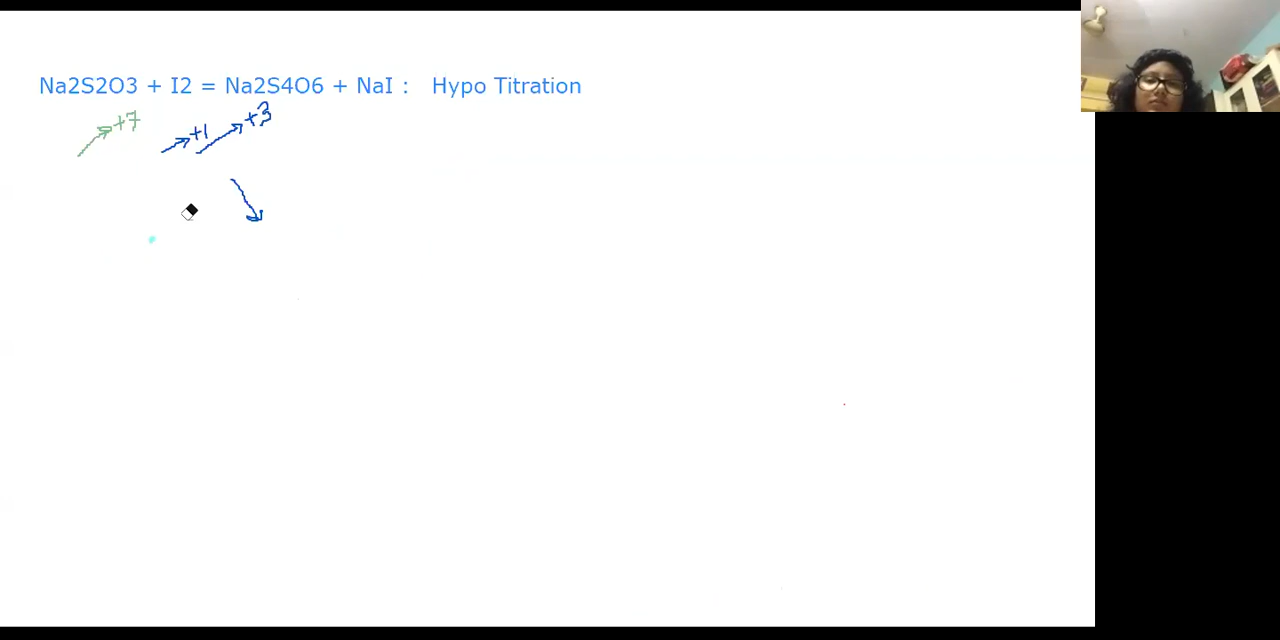 Na2S2O3 + I2 = Na2S4O6 + NaI : Hypo Titration
+7 +1 +3